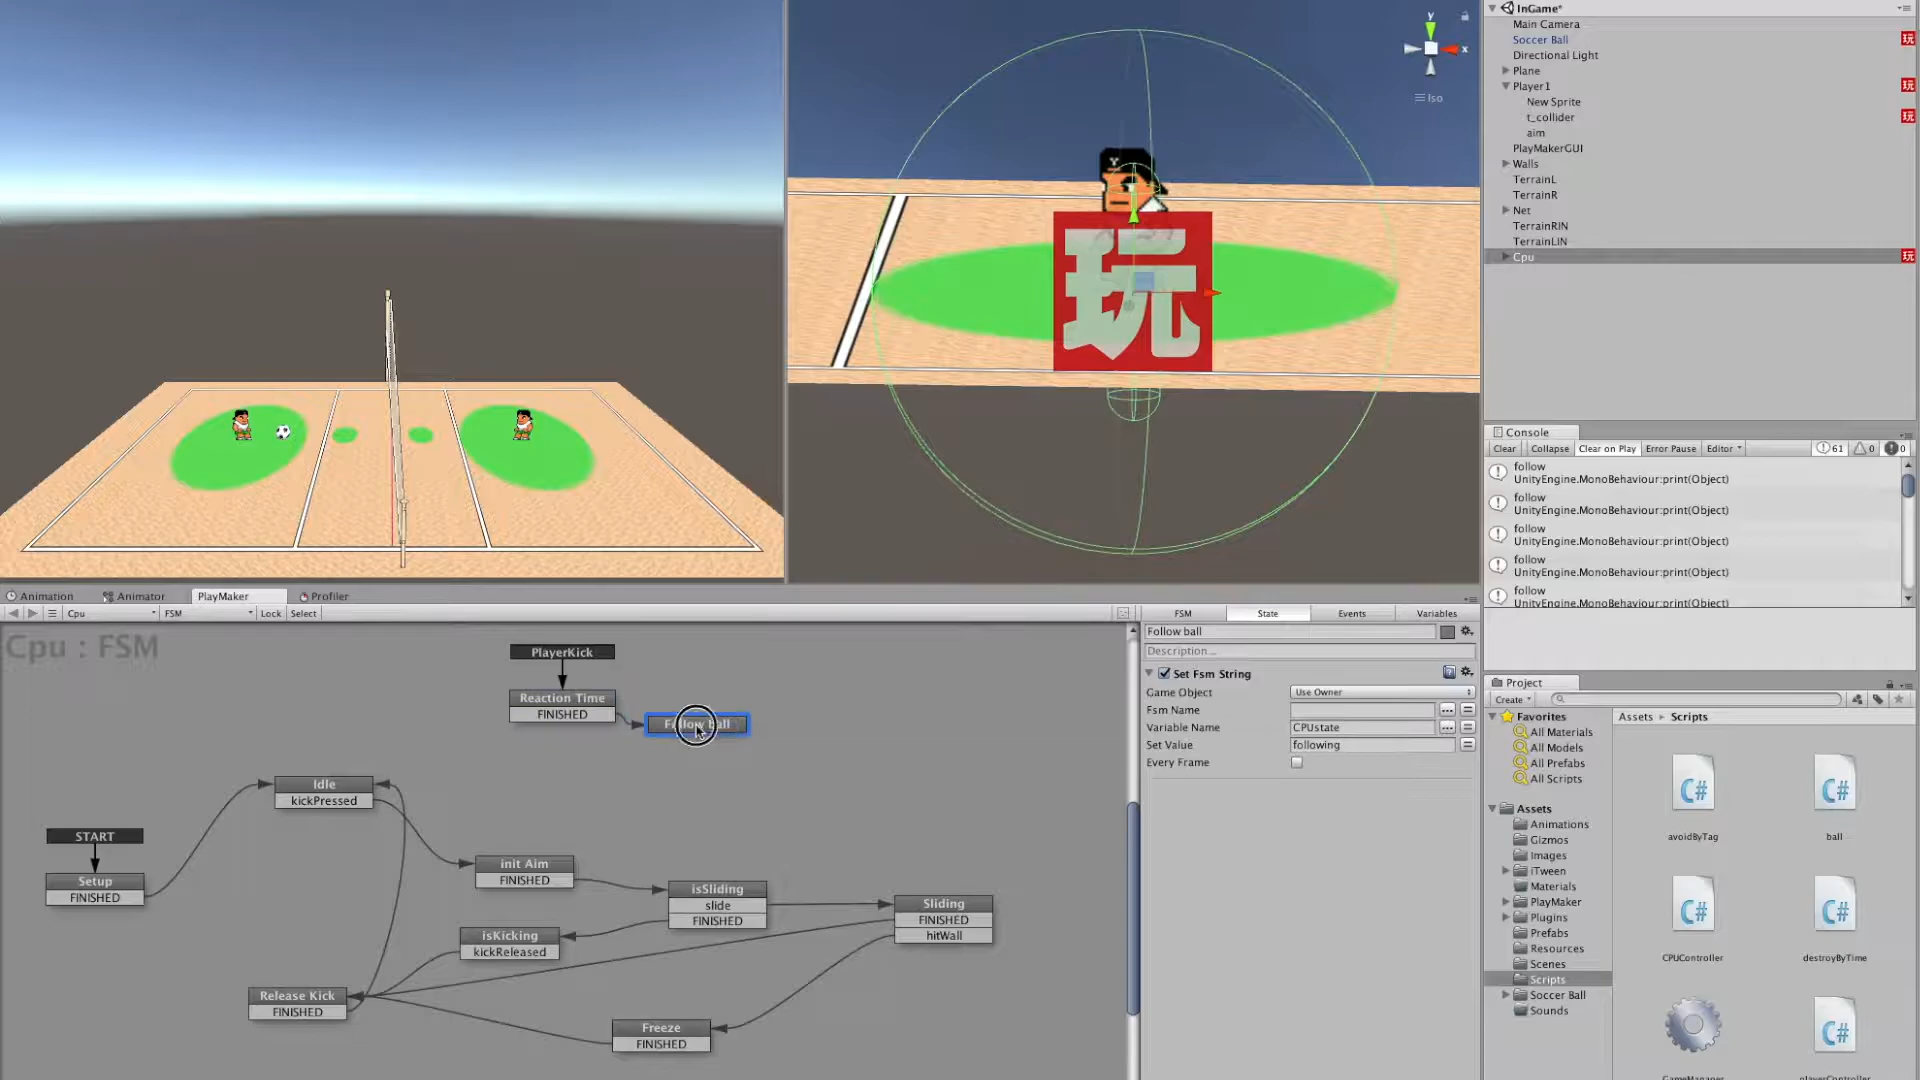 y
x
Iso
玩
InGame*
Main Camera
Soccer Ball
玩
Directional Light
Plane
Player1
玩
New Sprite
t_collider
玩
aim
PlayMakerGUI
Walls
TerrainL
TerrainR
Net
TerrainRIN
TerrainLIN
Cpu
玩
Console
Clear
Collapse
Clear on Play
Error Pause
Editor
61
0
0
follow
UnityEngine.MonoBehaviour:print(Object)
follow
UnityEngine.MonoBehaviour:print(Object)
follow
UnityEngine.MonoBehaviour:print(Object)
follow
UnityEngine.MonoBehaviour:print(Object)
follow
UnityEngine.MonoBehaviour:print(Object)
Animation
Animator
PlayMaker
Profiler
Cpu
FSM
Lock
Select
Cpu : FSM
PlayerKick
Reaction Time
FINISHED
Follow ball
Idle
kickPressed
START
Setup
FINISHED
init Aim
FINISHED
isSliding
slide
FINISHED
Sliding
FINISHED
hitWall
isKicking
kickReleased
Release Kick
FINISHED
Freeze
FINISHED
FSM
State
Events
Variables
Follow ball
Description...
Set Fsm String
Game Object
Use Owner
Fsm Name
Variable Name
CPUstate
Set Value
following
Every Frame
Project
Create
Favorites
All Materials
All Models
All Prefabs
All Scripts
Assets
Animations
Gizmos
Images
iTween
Materials
PlayMaker
Plugins
Prefabs
Resources
Scenes
Scripts
Soccer Ball
Sounds
Assets ▸ Scripts
C#
C#
avoidByTag
ball
C#
C#
CPUController
destroyByTime
C#
GameManager
playerController